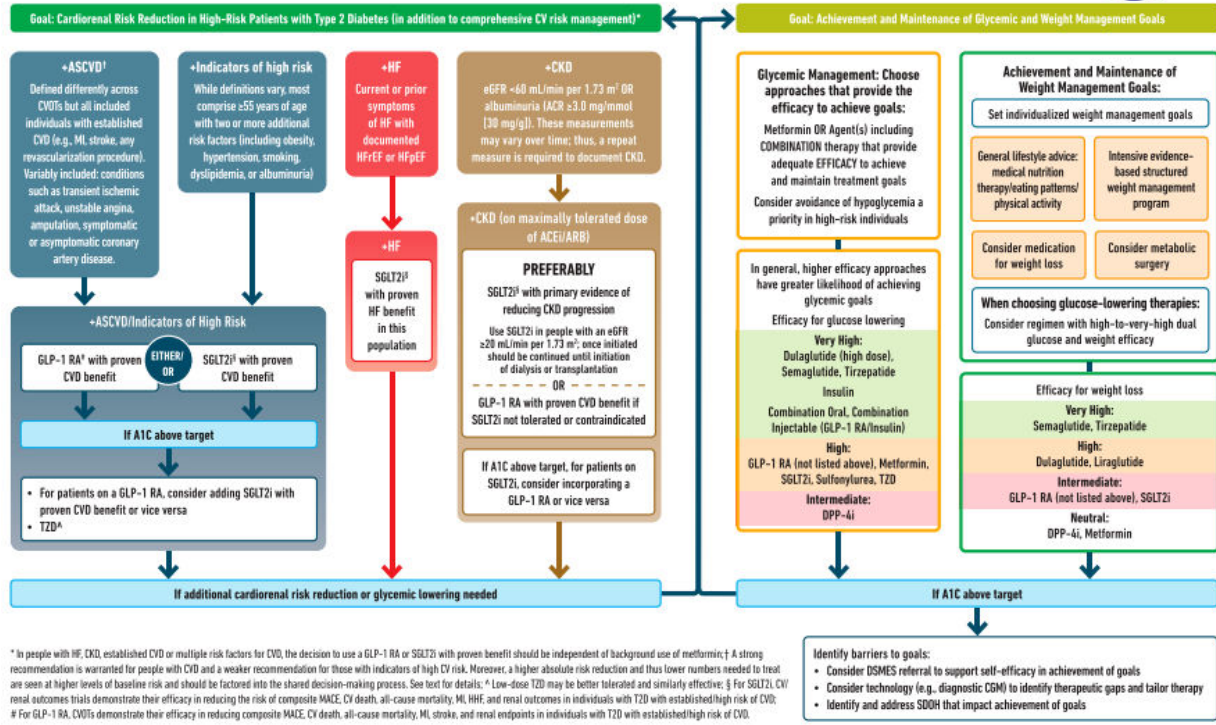 Goal: Cardiorenal Risk Reduction in High-Risk Patients with Type 2 Diabetes (in addition to comprehensive CV risk management)*
Goal: Achievement and Maintenance of Glycemic and Weight Management Goals
+ASCVD†
Defined differently across
CVOTs but all included
individuals with established
CVD (e.g., MI, stroke, any
revascularization procedure).
Variably included: conditions
such as transient ischemic
attack, unstable angina,
amputation, symptomatic
or asymptomatic coronary
artery disease.
+Indicators of high risk
While definitions vary, most
comprise ≥55 years of age
with two or more additional
risk factors (including obesity,
hypertension, smoking,
dyslipidemia, or albuminuria)
+HF
Current or prior
symptoms
of HF with
documented
HFrEF or HFpEF
+CKD
eGFR <60 mL/min per 1.73 m² OR
albuminuria (ACR ≥3.0 mg/mmol
[30 mg/g]). These measurements
may vary over time; thus, a repeat
measure is required to document CKD.
+ASCVD/Indicators of High Risk
GLP-1 RA# with proven
CVD benefit
EITHER/
OR
SGLT2i§ with proven
CVD benefit
If A1C above target
• For patients on a GLP-1 RA, consider adding SGLT2i with
proven CVD benefit or vice versa
• TZD^
+HF
SGLT2i§
with proven
HF benefit
in this
population
+CKD (on maximally tolerated dose
of ACEi/ARB)
PREFERABLY
SGLT2i§ with primary evidence of
reducing CKD progression
Use SGLT2i in people with an eGFR
≥20 mL/min per 1.73 m²; once initiated
should be continued until initiation
of dialysis or transplantation
OR
GLP-1 RA with proven CVD benefit if
SGLT2i not tolerated or contraindicated
If A1C above target, for patients on
SGLT2i, consider incorporating a
GLP-1 RA or vice versa
If additional cardiorenal risk reduction or glycemic lowering needed
Glycemic Management: Choose
approaches that provide the
efficacy to achieve goals:
Metformin OR Agent(s) including
COMBINATION therapy that provide
adequate EFFICACY to achieve
and maintain treatment goals
Consider avoidance of hypoglycemia a
priority in high-risk individuals
In general, higher efficacy approaches
have greater likelihood of achieving
glycemic goals
Efficacy for glucose lowering
Very High:
Dulaglutide (high dose),
Semaglutide, Tirzepatide
Insulin
Combination Oral, Combination
Injectable (GLP-1 RA/Insulin)
High:
GLP-1 RA (not listed above), Metformin,
SGLT2i, Sulfonylurea, TZD
Intermediate:
DPP-4i
Achievement and Maintenance of
Weight Management Goals:
Set individualized weight management goals
General lifestyle advice:
medical nutrition
therapy/eating patterns/
physical activity
Intensive evidence-
based structured
weight management
program
Consider medication
for weight loss
Consider metabolic
surgery
When choosing glucose-lowering therapies:
Consider regimen with high-to-very-high dual
glucose and weight efficacy
Efficacy for weight loss
Very High:
Semaglutide, Tirzepatide
High:
Dulaglutide, Liraglutide
Intermediate:
GLP-1 RA (not listed above), SGLT2i
Neutral:
DPP-4i, Metformin
If A1C above target
Identify barriers to goals:
• Consider DSMES referral to support self-efficacy in achievement of goals
• Consider technology (e.g., diagnostic CGM) to identify therapeutic gaps and tailor therapy
• Identify and address SDOH that impact achievement of goals
* In people with HF, CKD, established CVD or multiple risk factors for CVD, the decision to use a GLP-1 RA or SGLT2i with proven benefit should be independent of background use of metformin; † A strong
recommendation is warranted for people with CVD and a weaker recommendation for those with indicators of high CV risk. Moreover, a higher absolute risk reduction and thus lower numbers needed to treat
are seen at higher levels of baseline risk and should be factored into the shared decision-making process. See text for details; ^ Low-dose TZD may be better tolerated and similarly effective; § For SGLT2i, CV/
renal outcomes trials demonstrate their efficacy in reducing the risk of composite MACE, CV death, all-cause mortality, MI, HHF, and renal outcomes in individuals with T2D with established/high risk of CVD;
# For GLP-1 RA, CVOTs demonstrate their efficacy in reducing composite MACE, CV death, all-cause mortality, MI, stroke, and renal endpoints in individuals with T2D with established/high risk of CVD.